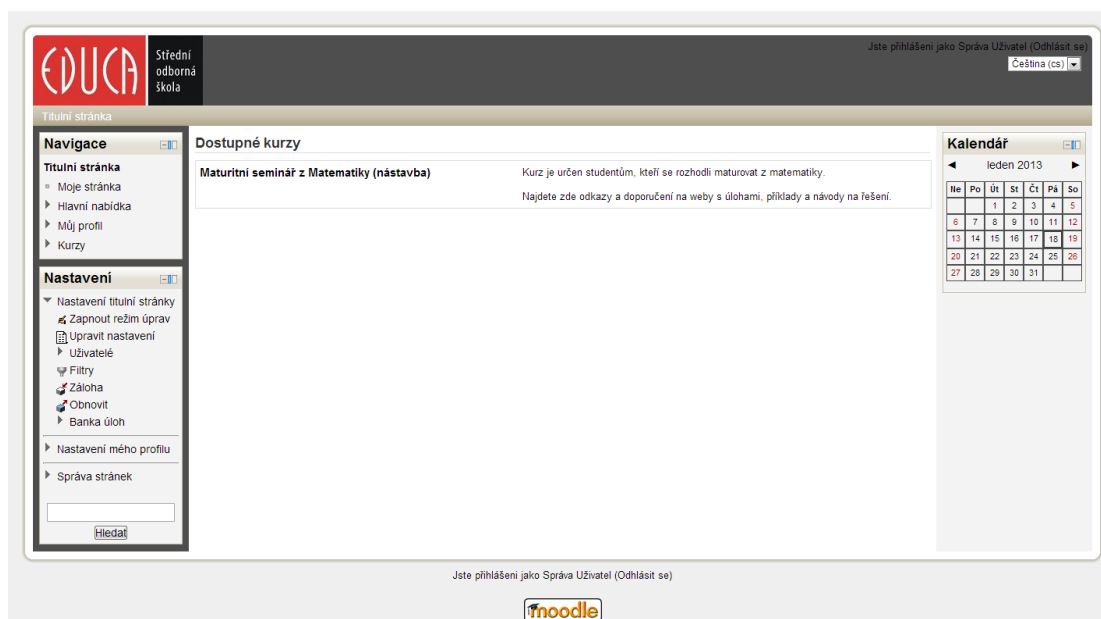 EDUCA
Střední
odborná
škola
Jste přihlášeni jako Správa Uživatel (Odhlásit se)
Čeština (cs)
Titulní stránka
Navigace
Titulní stránka
Moje stránka
Hlavní nabídka
Můj profil
Kurzy
Nastavení
Nastavení titulní stránky
Zapnout režim úprav
Upravit nastavení
Uživatelé
Filtry
Záloha
Obnovit
Banka úloh
Nastavení mého profilu
Správa stránek
Hledat
Dostupné kurzy
Maturitní seminář z Matematiky (nástavba)
Kurz je určen studentům, kteří se rozhodli maturovat z matematiky.
Najdete zde odkazy a doporučení na weby s úlohami, příklady a návody na řešení.
Kalendář
◄ leden 2013 ►
Ne Po Út St Čt Pá So
1 2 3 4 5
6 7 8 9 10 11 12
13 14 15 16 17 18 19
20 21 22 23 24 25 26
27 28 29 30 31
Jste přihlášeni jako Správa Uživatel (Odhlásit se)
moodle